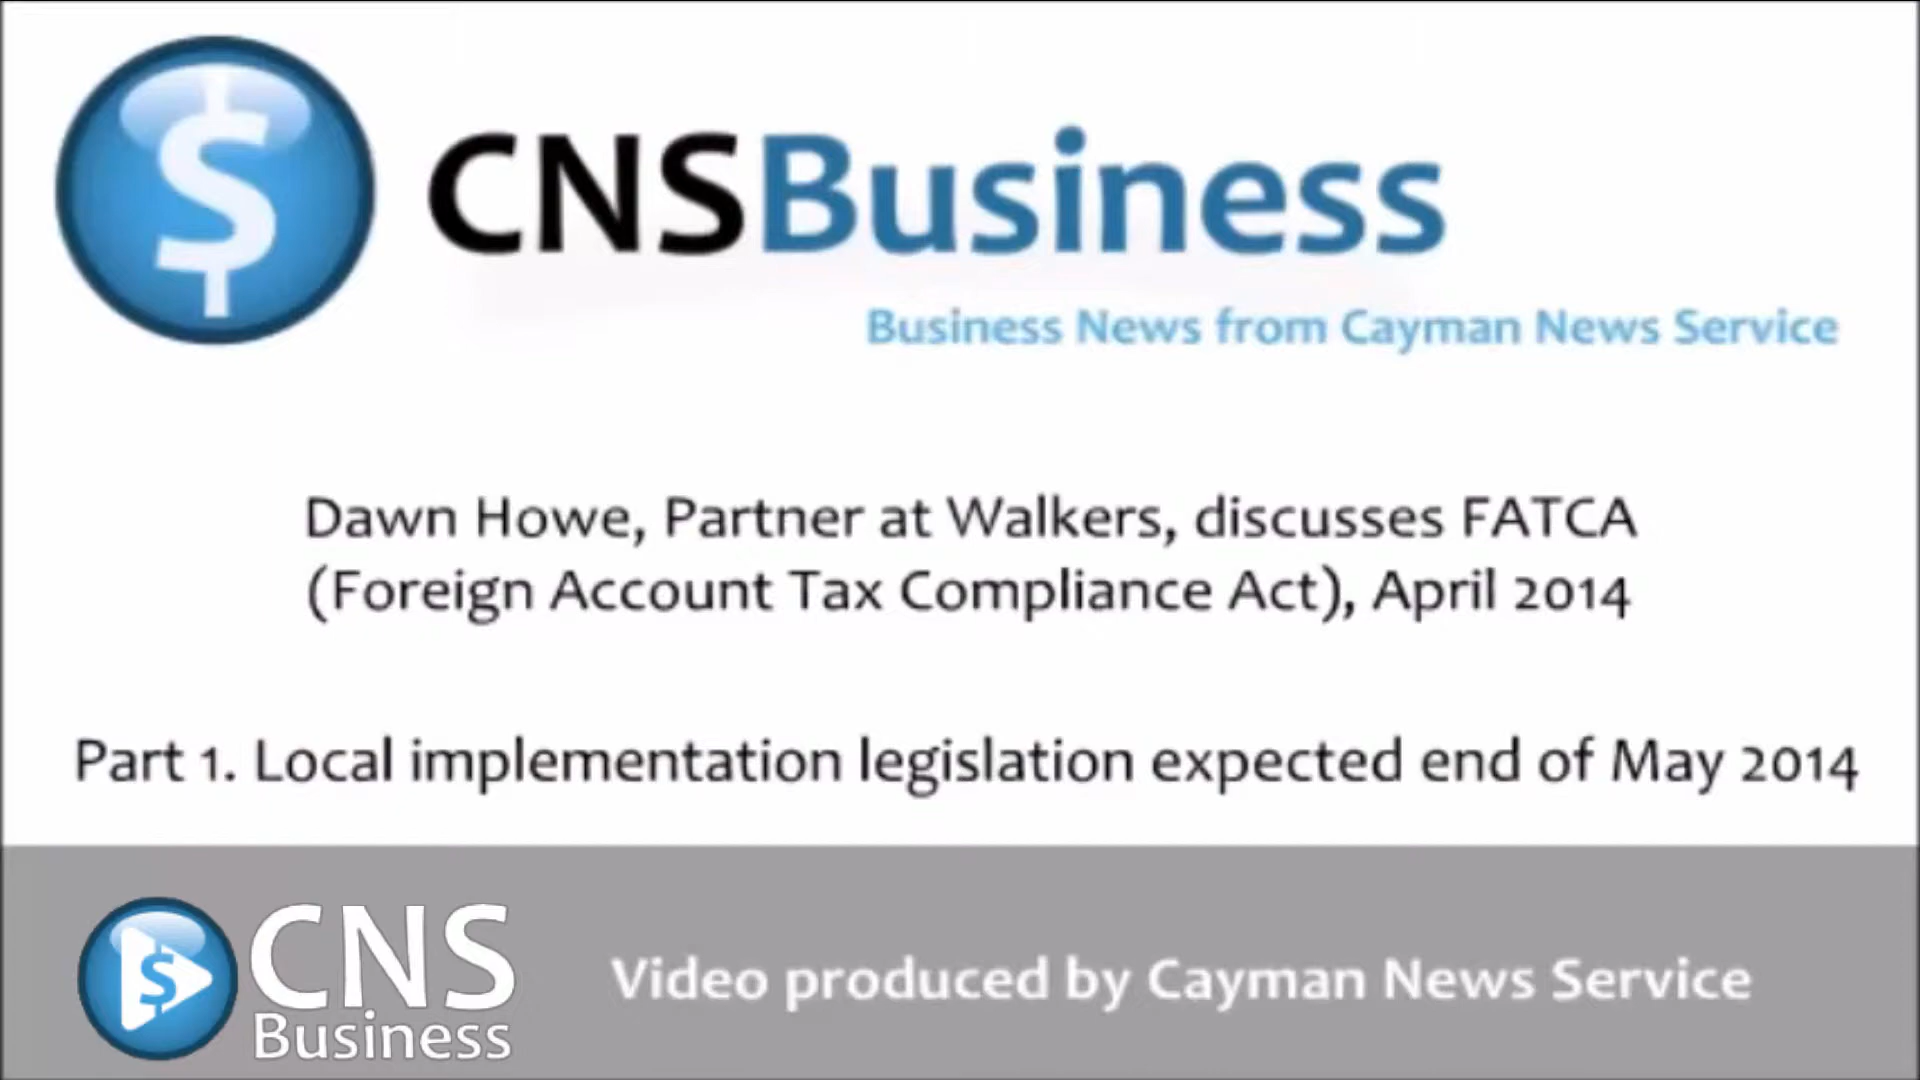 $
CNSBusiness
Business News from Cayman News Service
Dawn Howe, Partner at Walkers, discusses FATCA
(Foreign Account Tax Compliance Act), April 2014
Part 1. Local implementation legislation expected end of May 2014
$
CNS
Business
Video produced by Cayman News Service